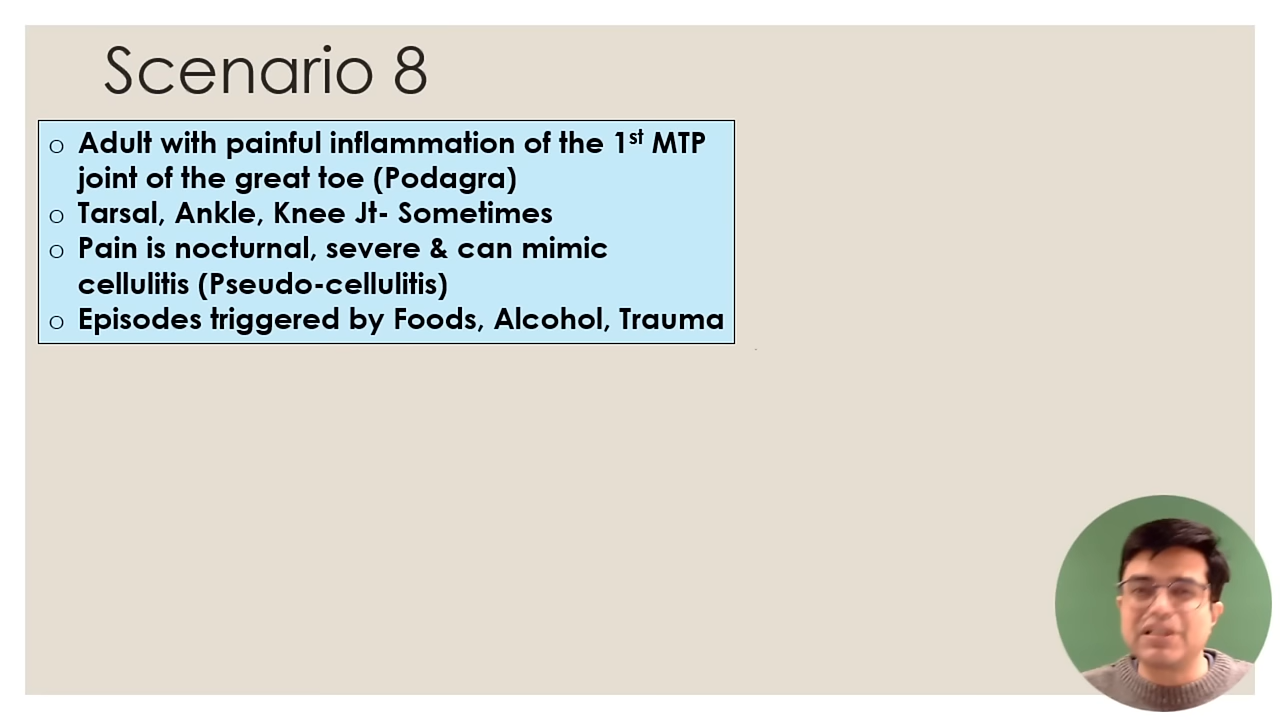 Scenario 8
o Adult with painful inflammation of the 1st MTP
joint of the great toe (Podagra)
o Tarsal, Ankle, Knee Jt- Sometimes
o Pain is nocturnal, severe & can mimic
cellulitis (Pseudo-cellulitis)
o Episodes triggered by Foods, Alcohol, Trauma